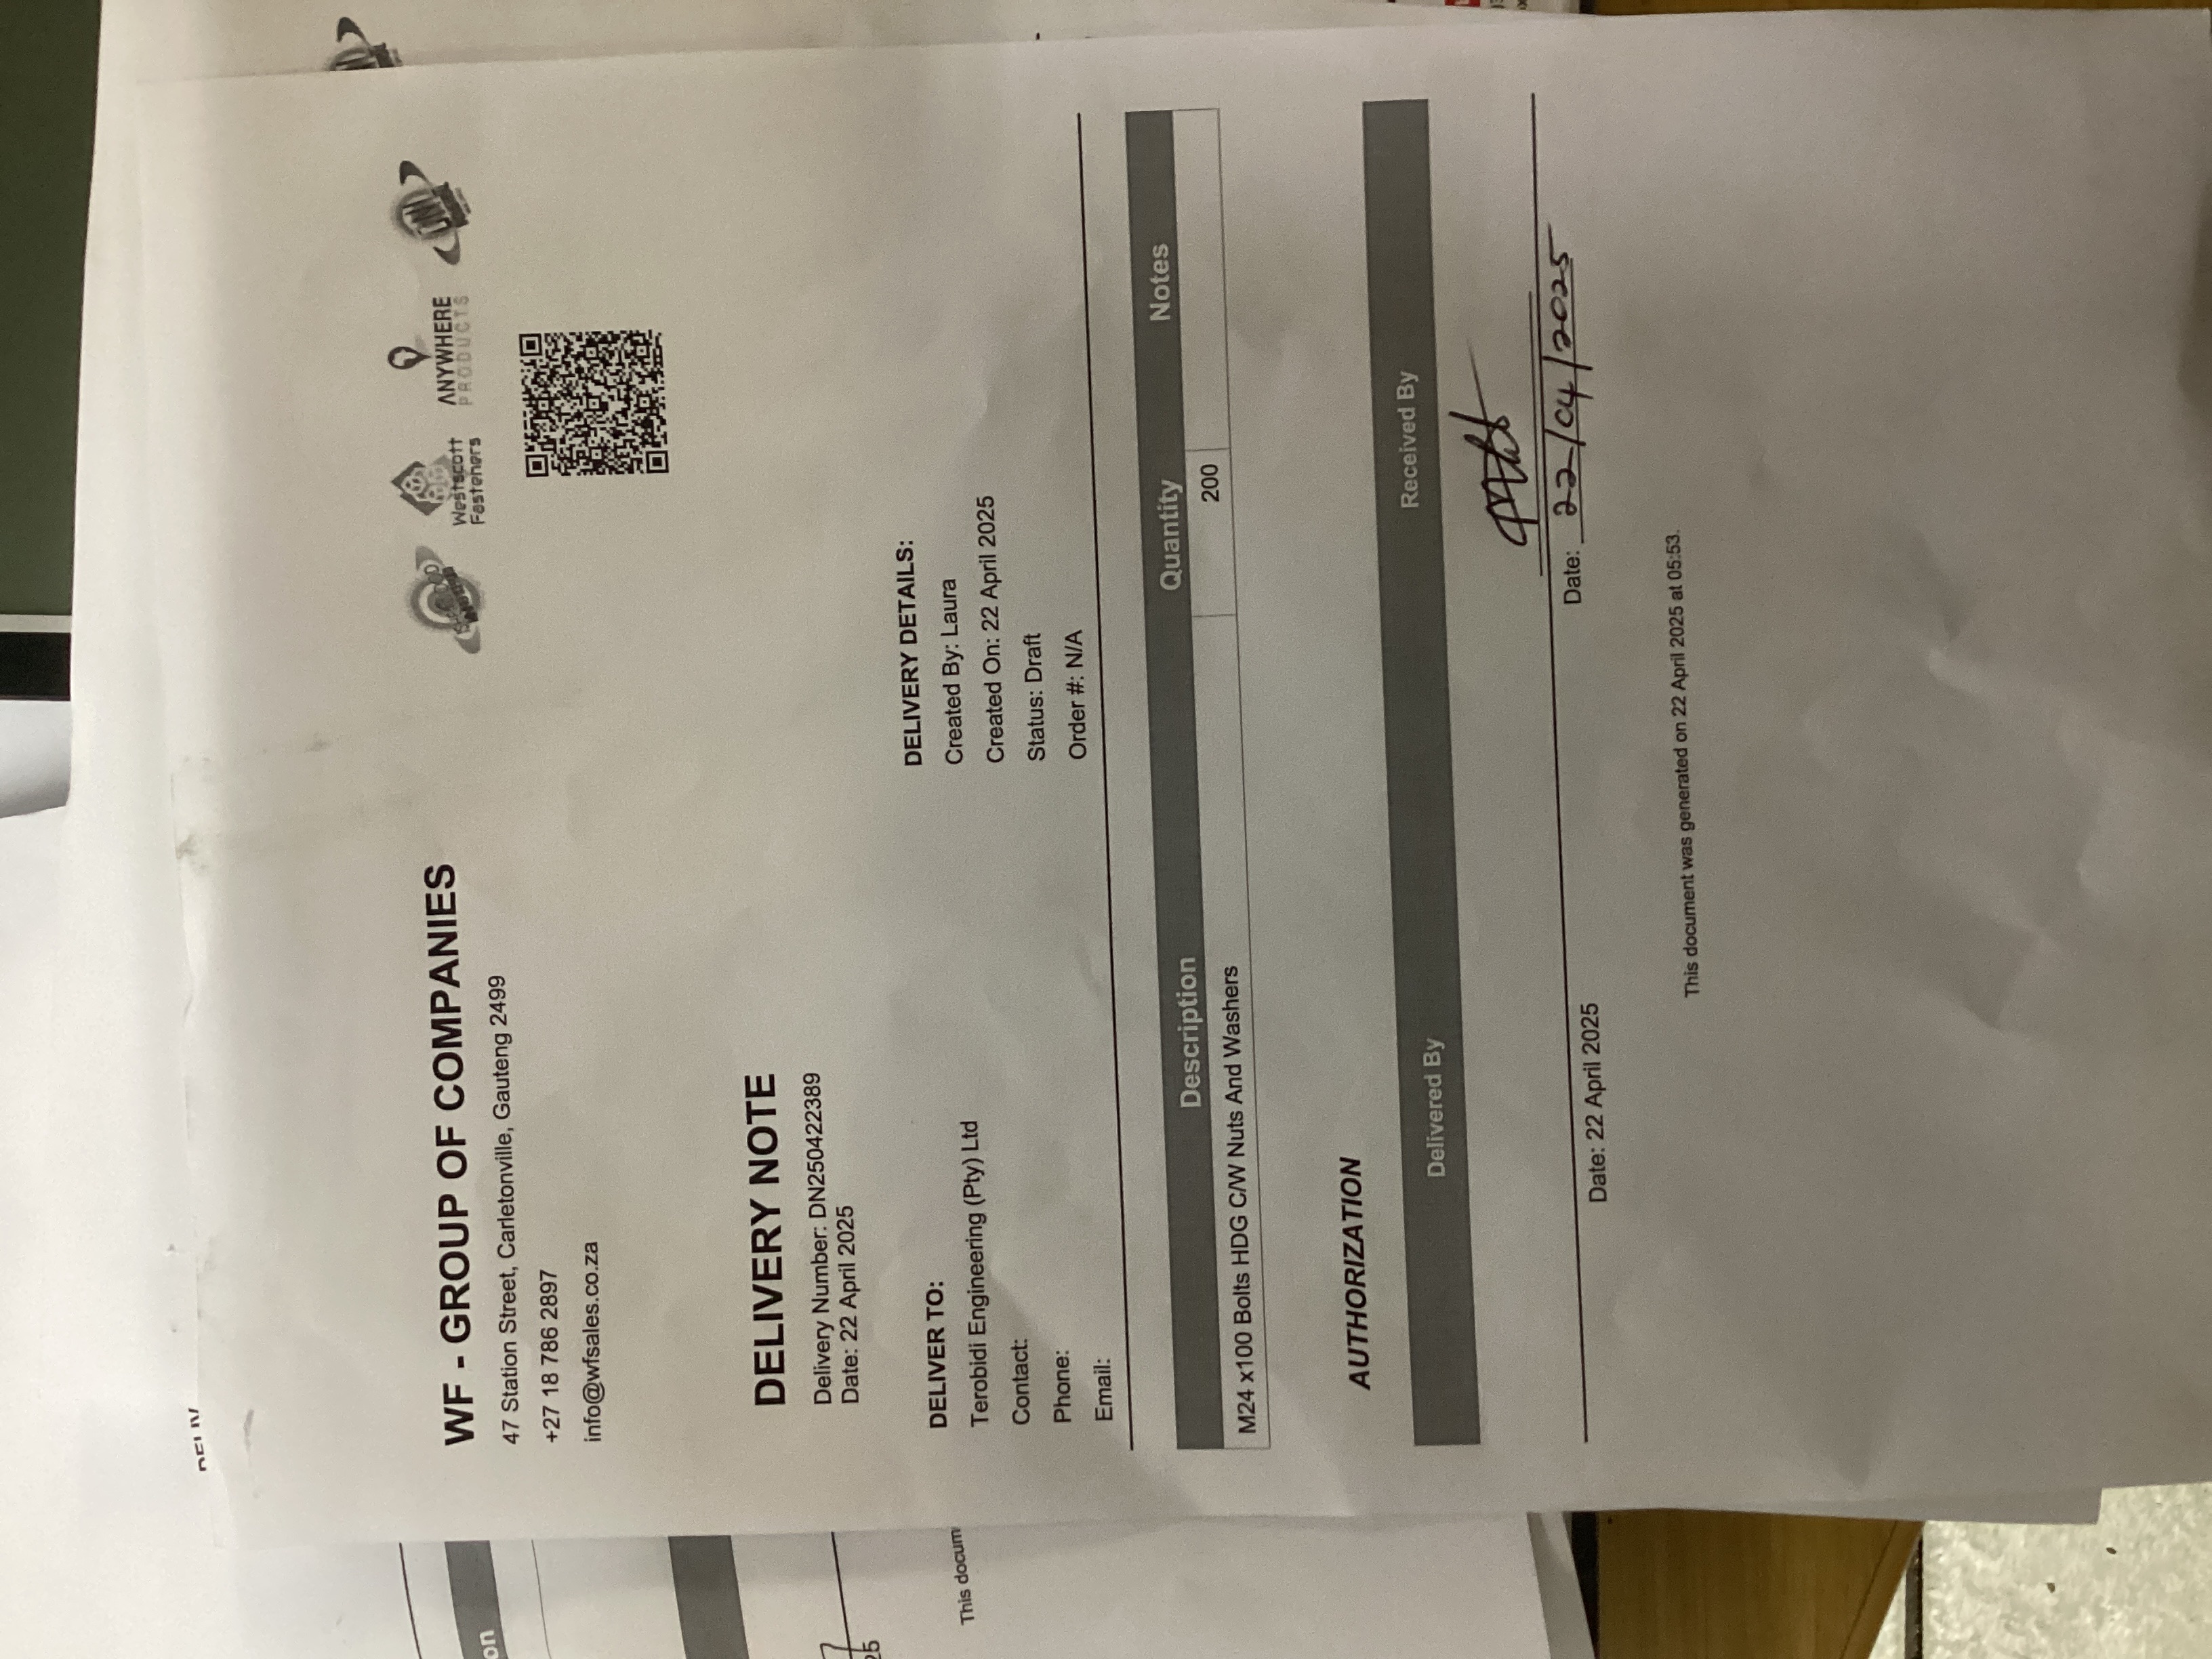 WF - GROUP OF COMPANIES
47 Station Street, Carletonville, Gauteng 2499
+27 18 786 2897
info@wfsales.co.za
Westscott
Fasteners
ANYWHERE
PRODUCTS
DELIVERY NOTE
Delivery Number: DN250422389
Date: 22 April 2025
DELIVER TO:
Terobidi Engineering (Pty) Ltd
Contact:
Phone:
Email:
DELIVERY DETAILS:
Created By: Laura
Created On: 22 April 2025
Status: Draft
Order #: N/A
Description Quantity Notes
M24 x100 Bolts HDG C/W Nuts And Washers 200
AUTHORIZATION
Delivered By Received By
Date: 22 April 2025 Date: 22/04/2025
This document was generated on 22 April 2025 at 05:53.
This docum
on
25